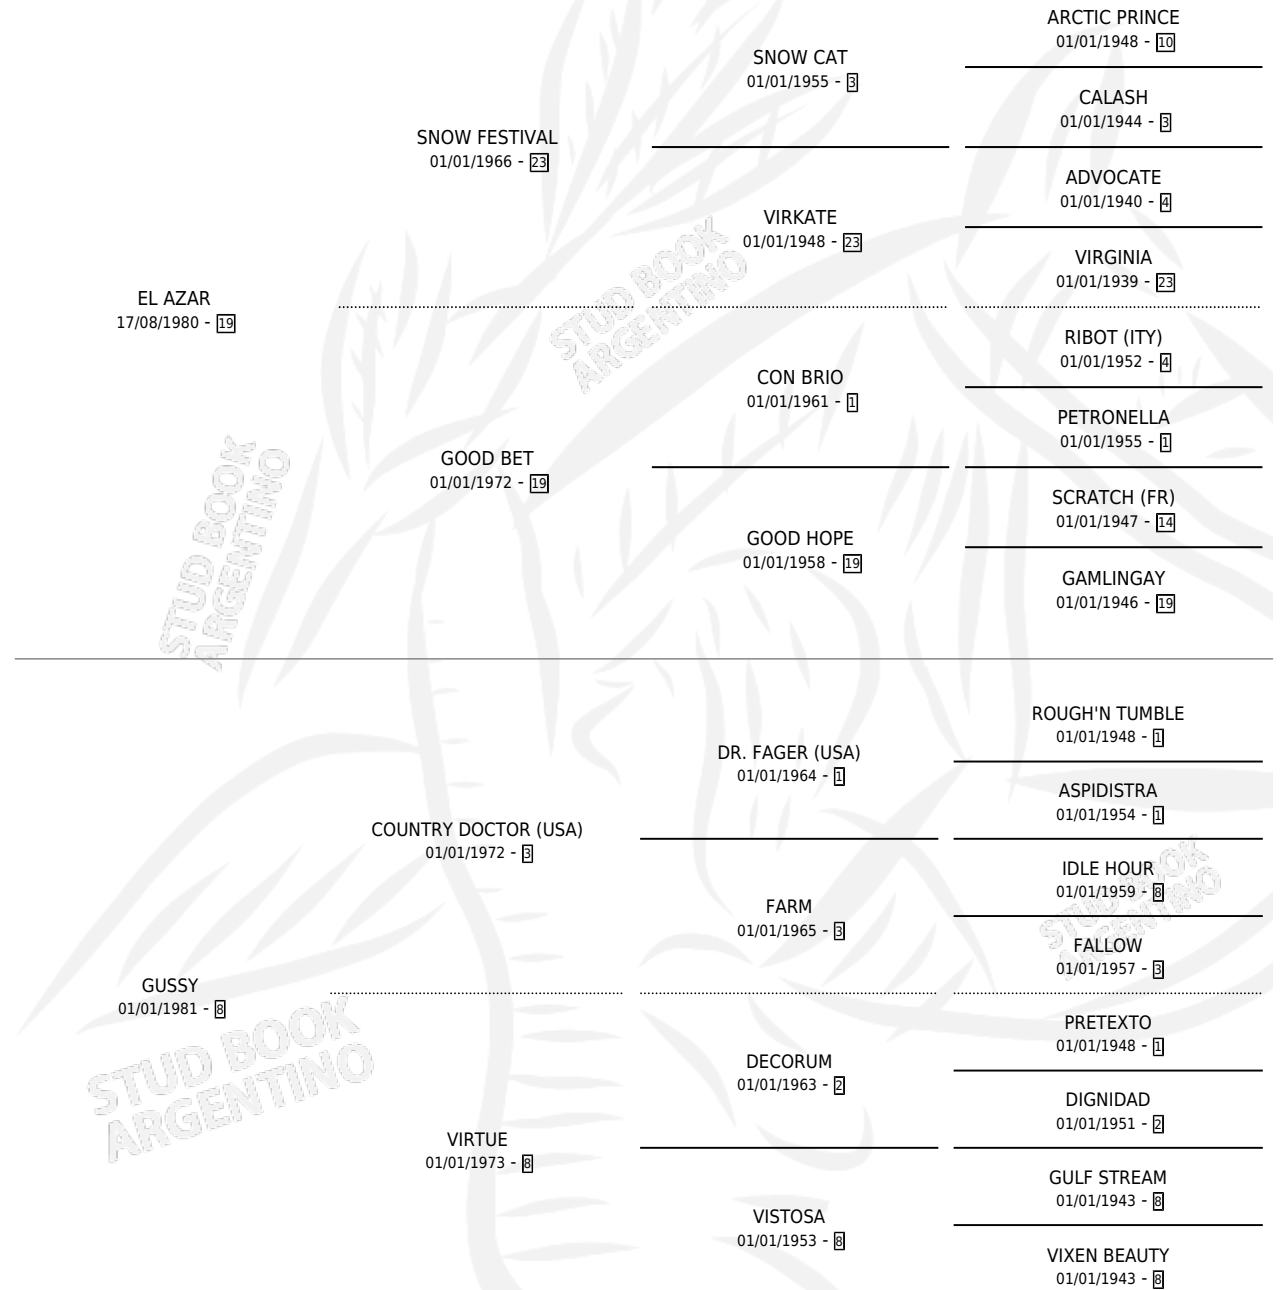 ARCTIC PRINCE
01/01/1948 - 10
SNOW CAT
01/01/1955 - 3
CALASH
01/01/1944 - 3
SNOW FESTIVAL
01/01/1966 - 23
ADVOCATE
01/01/1940 - 4
VIRKATE
01/01/1948 - 23
VIRGINIA
01/01/1939 - 23
STUD BOOK
ARGENTINO
EL AZAR
17/08/1980 - 19
RIBOT (ITY)
01/01/1952 - 4
CON BRIO
01/01/1961 - 1
PETRONELLA
01/01/1955 - 1
GOOD BET
01/01/1972 - 19
SCRATCH (FR)
01/01/1947 - 14
GOOD HOPE
01/01/1958 - 19
GAMLINGAY
01/01/1946 - 19
STUD BOOK
ARGENTINO
ROUGH'N TUMBLE
01/01/1948 - 1
DR. FAGER (USA)
01/01/1964 - 1
ASPIDISTRA
01/01/1954 - 1
COUNTRY DOCTOR (USA)
01/01/1972 - 3
IDLE HOUR
01/01/1959 - 8
FARM
01/01/1965 - 3
FALLOW
01/01/1957 - 3
STUD BOOK
ARGENTINO
GUSSY
01/01/1981 - 8
PRETEXTO
01/01/1948 - 1
DECORUM
01/01/1963 - 2
DIGNIDAD
01/01/1951 - 2
STUD BOOK
ARGENTINO
VIRTUE
01/01/1973 - 8
GULF STREAM
01/01/1943 - 8
VISTOSA
01/01/1953 - 8
VIXEN BEAUTY
01/01/1943 - 8